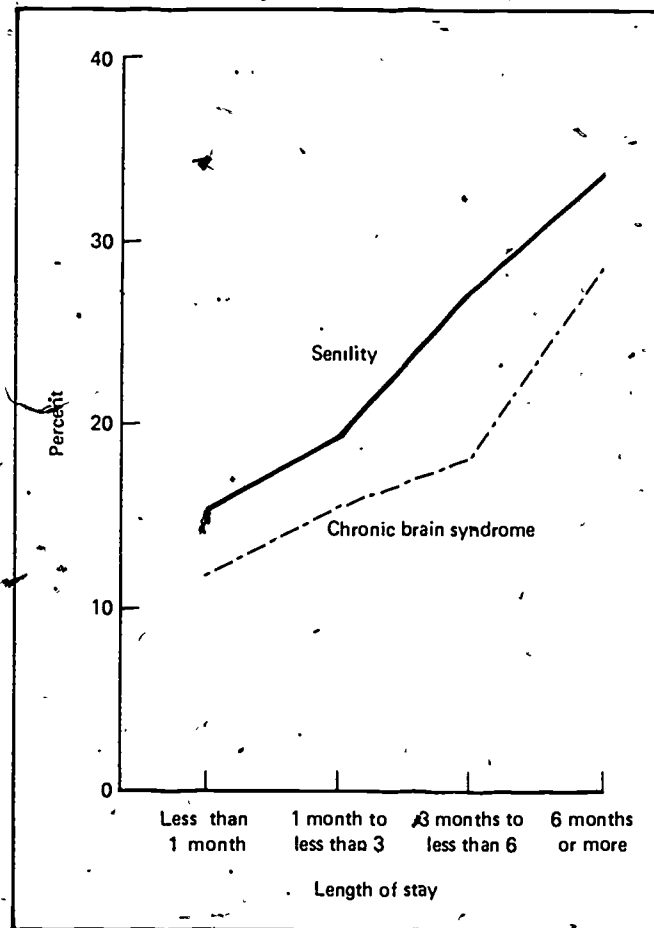 40
30
Senility
20
Percent
Chronic brain syndrome
10
0
Less than
1 month
1 month to
less than 3
3 months to
less than 6
6 months
or more
Length of stay